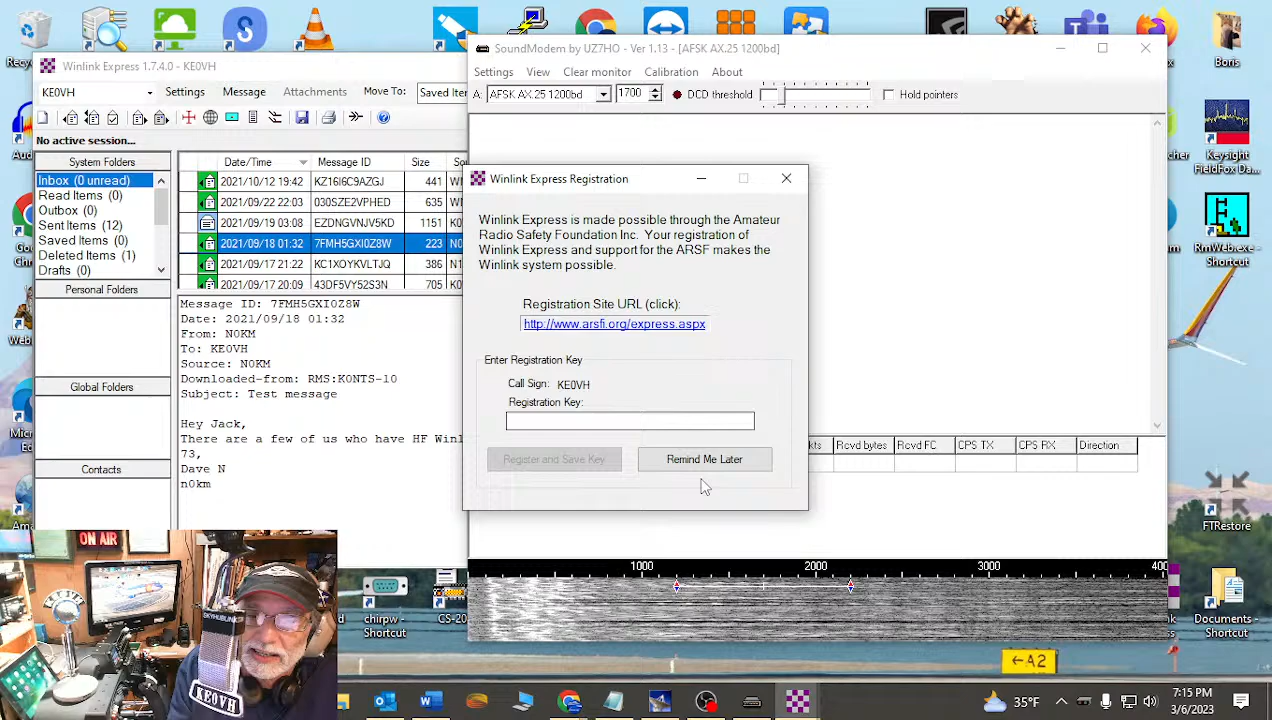 Winlink Express 1.7.4.0 - KE0VH
KE0VH
Settings
Message
Attachments
Move To:
Saved Iter
No active session...
System Folders
Inbox (0 unread)
Read Items (0)
Outbox (0)
Sent Items (12)
Saved Items (0)
Deleted Items (1)
Drafts (0)
Personal Folders
Global Folders
Contacts
Date/Time
Message ID
Size
2021/10/12 19:42 KZ16I6C9AZGJ 441
2021/09/22 22:03 030SZE2VPHED 635
2021/09/19 03:08 EZDNGVNJV5KD 1151
2021/09/18 01:32 7FMH5GXI0Z8W 223
2021/09/17 21:22 KC1XOYKVLTJQ 386 N1
2021/09/17 20:09 43DF5VY52S3N 705
Message ID: 7FMH5GXI0Z8W
Date: 2021/09/18 01:32
From: N0KM
To: KE0VH
Source: N0KM
Downloaded-from: RMS:K0NTS-10
Subject: Test message
Hey Jack,
There are a few of us who have HF Winl
73,
Dave N
n0km
SoundModem by UZ7HO - Ver 1.13 - [AFSK AX.25 1200bd]
Settings View Clear monitor Calibration About
A: AFSK AX.25 1200bd 1700 DCD threshold Hold pointers
Winlink Express Registration
Winlink Express is made possible through the Amateur
Radio Safety Foundation Inc. Your registration of
Winlink Express and support for the ARSF makes the
Winlink system possible.
Registration Site URL (click):
http://www.arsfi.org/express.aspx
Enter Registration Key
Call Sign: KE0VH
Registration Key:
Register and Save Key
Remind Me Later
kts Rcvd bytes Rcvd FC CPS TX CPS RX Direction
1000 2000 3000 400
Boris
Keysight
FieldFox Da...
RmWeb.exe -
Shortcut
FTRestore
Documents -
Shortcut
chirpw -
Shortcut
CS-20
ON AIR
SKYHUBLINK
KE0VH
←A2
35°F
7:15 PM
3/6/2023